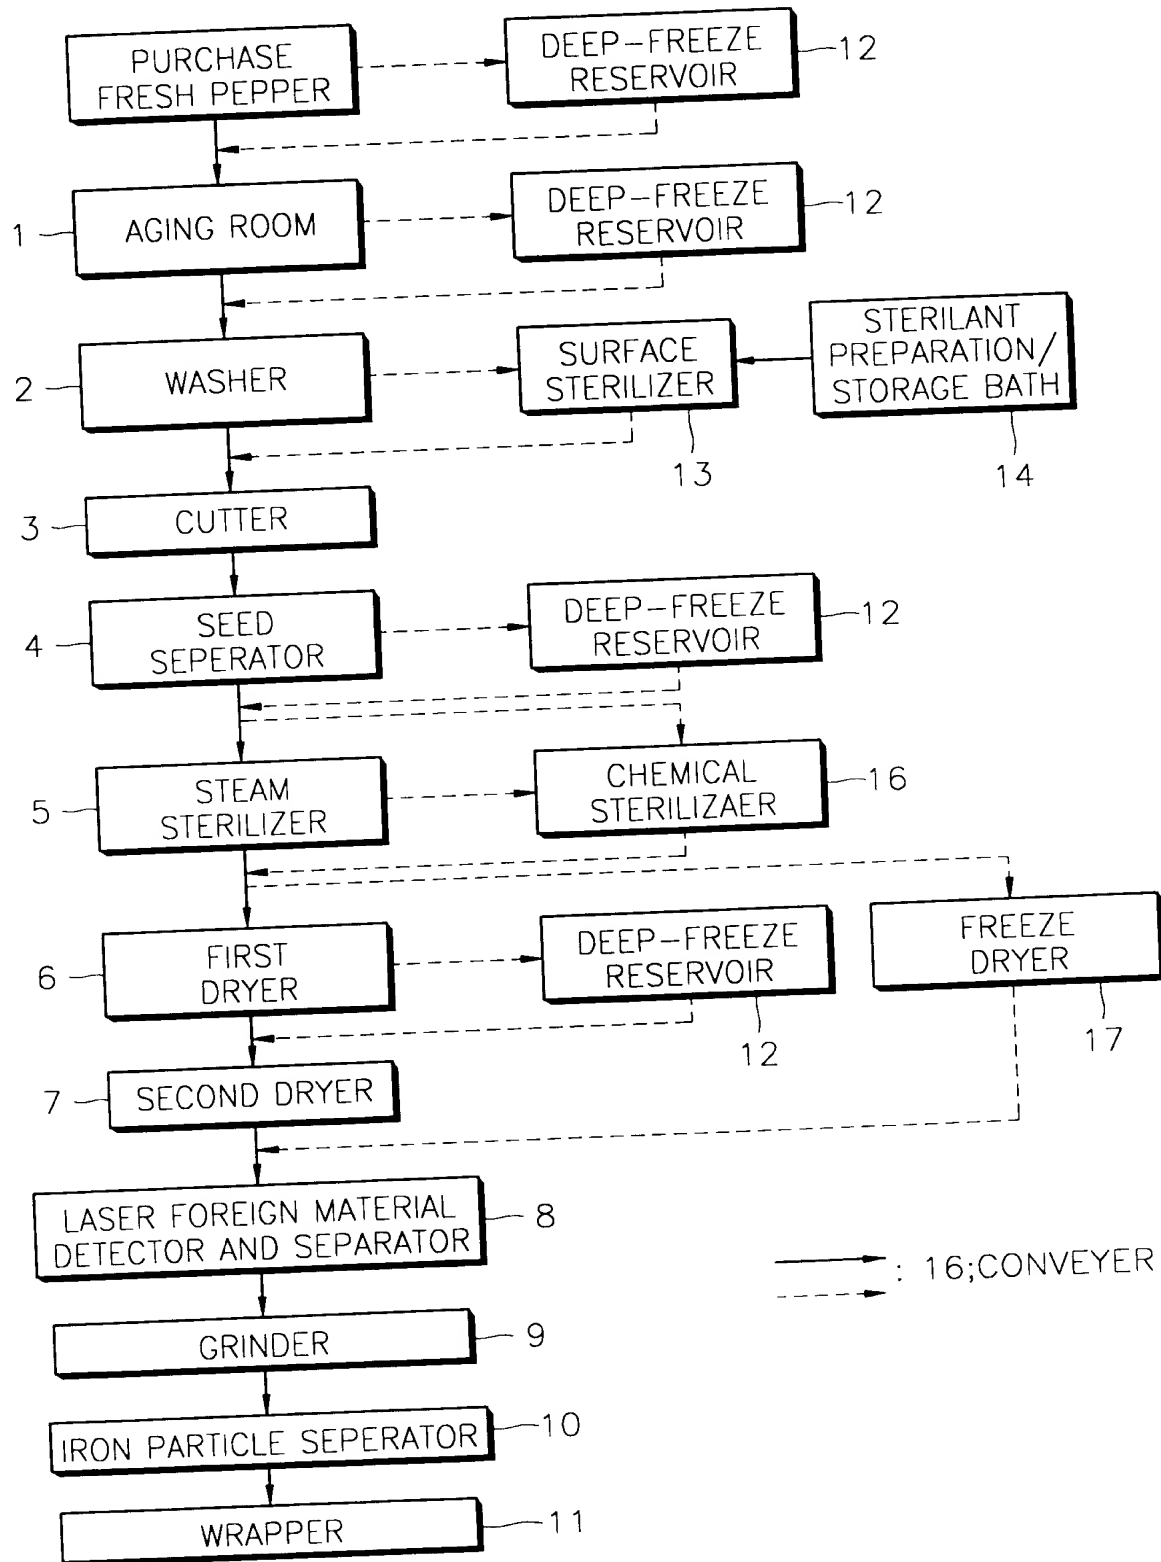 PURCHASE
FRESH PEPPER
DEEP-FREEZE
RESERVOIR
12
1
AGING ROOM
DEEP-FREEZE
RESERVOIR
12
2
WASHER
SURFACE
STERILIZER
13
STERILANT
PREPARATION/
STORAGE BATH
14
3
CUTTER
4
SEED
SEPERATOR
DEEP-FREEZE
RESERVOIR
12
5
STEAM
STERILIZER
CHEMICAL
STERILIZAER
16
6
FIRST
DRYER
DEEP-FREEZE
RESERVOIR
12
FREEZE
DRYER
17
7
SECOND DRYER
LASER FOREIGN MATERIAL
DETECTOR AND SEPARATOR
8
: 16;CONVEYER
GRINDER
9
IRON PARTICLE SEPERATOR
10
WRAPPER
11